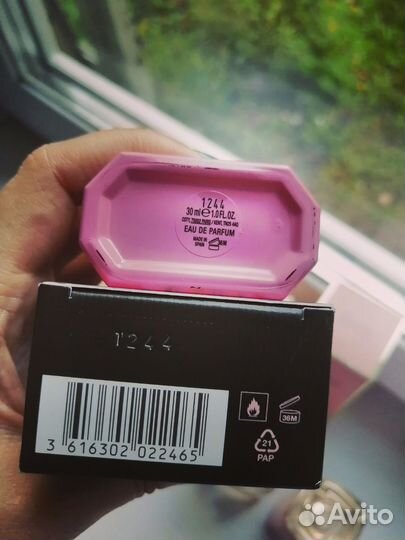 1244
30 ml e 1.0 FL.OZ.
EAU DE PARFUM
MADE IN
SPAIN
36M
1244
3 616302 022465
36M
21
PAP
Avito